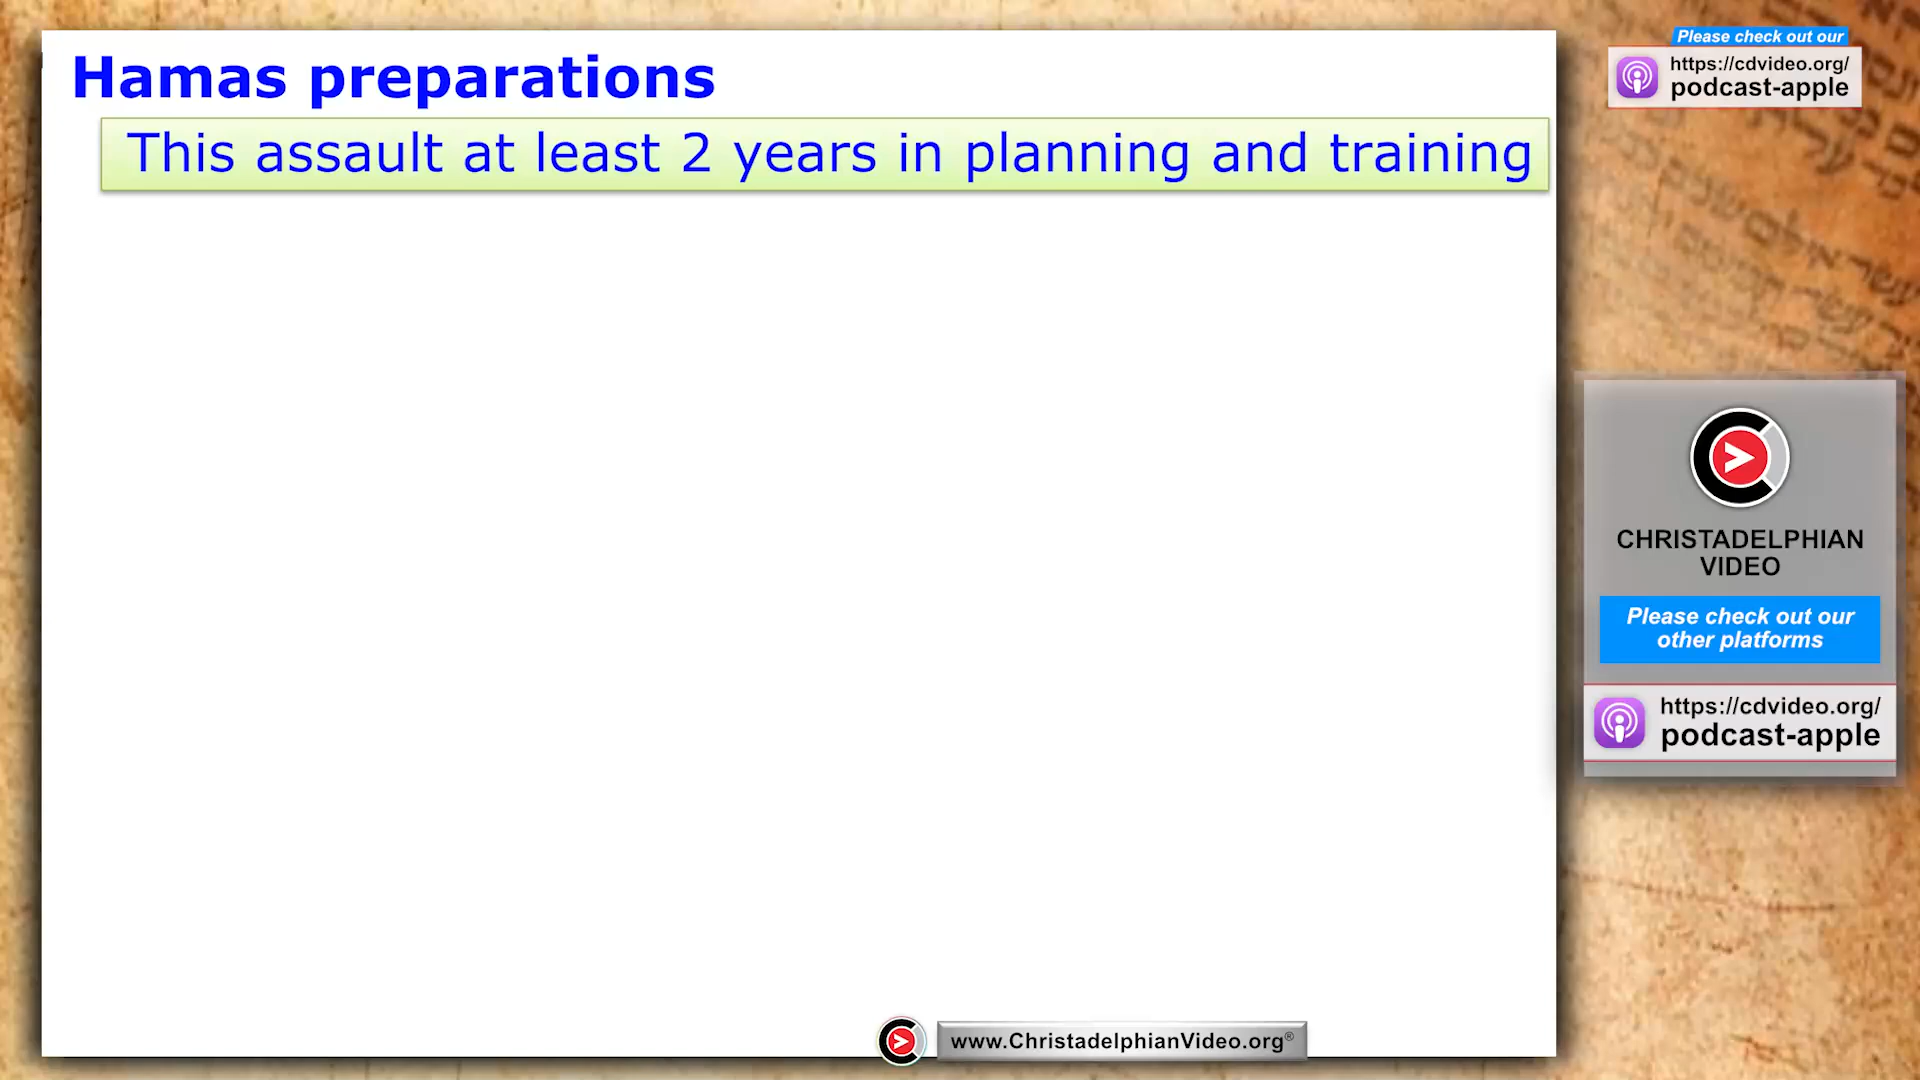 Hamas preparations
This assault at least 2 years in planning and training
Please check out our
https://cdvideo.org/
podcast-apple
CHRISTADELPHIAN
VIDEO
Please check out our
other platforms
https://cdvideo.org/
podcast-apple
www.ChristadelphianVideo.org®